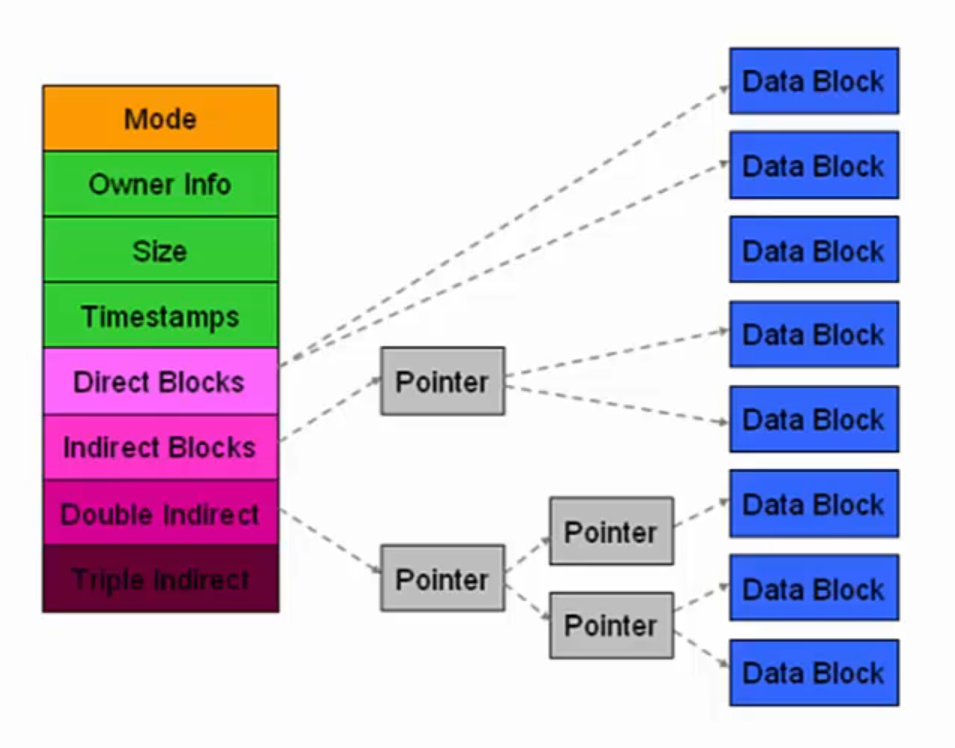 Mode
Owner Info
Size
Timestamps
Direct Blocks
Indirect Blocks
Double Indirect
Triple Indirect
Pointer
Pointer
Pointer
Pointer
Data Block
Data Block
Data Block
Data Block
Data Block
Data Block
Data Block
Data Block